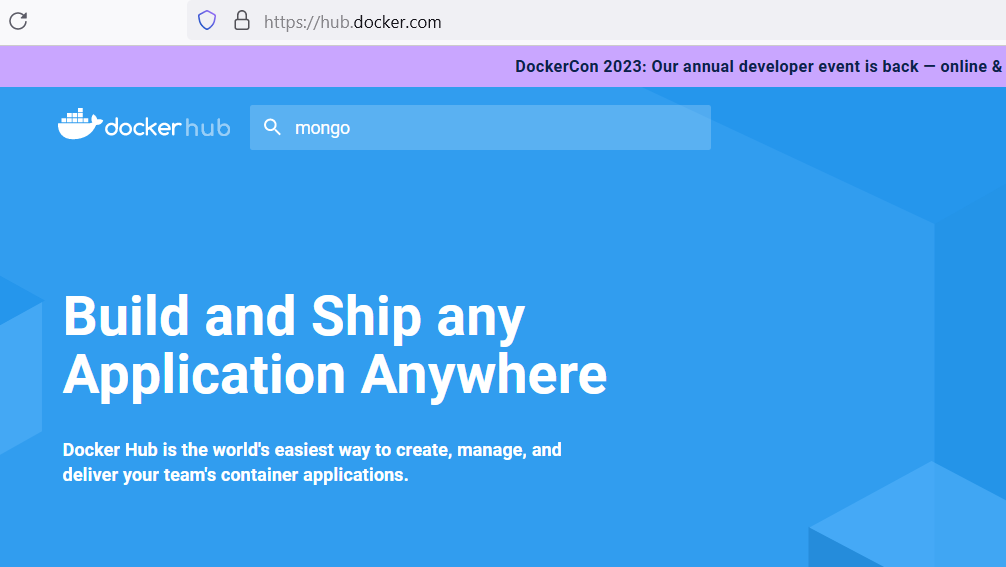 https://hub.docker.com
DockerCon 2023: Our annual developer event is back — online &
docker hub
mongo
Build and Ship any
Application Anywhere
Docker Hub is the world's easiest way to create, manage, and
deliver your team's container applications.